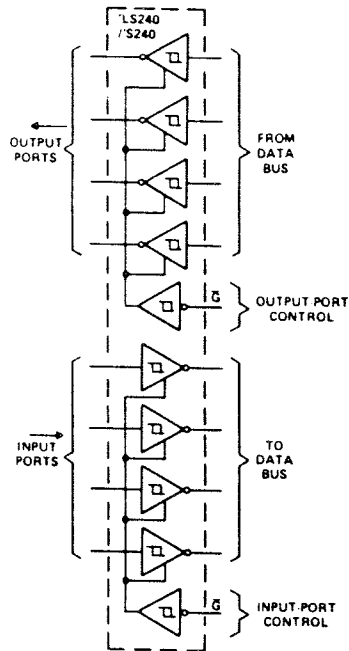 'LS240
/'S240
OUTPUT
PORTS
FROM
DATA
BUS
G̅
OUTPUT-PORT
CONTROL
INPUT
PORTS
TO
DATA
BUS
G̅
INPUT-PORT
CONTROL